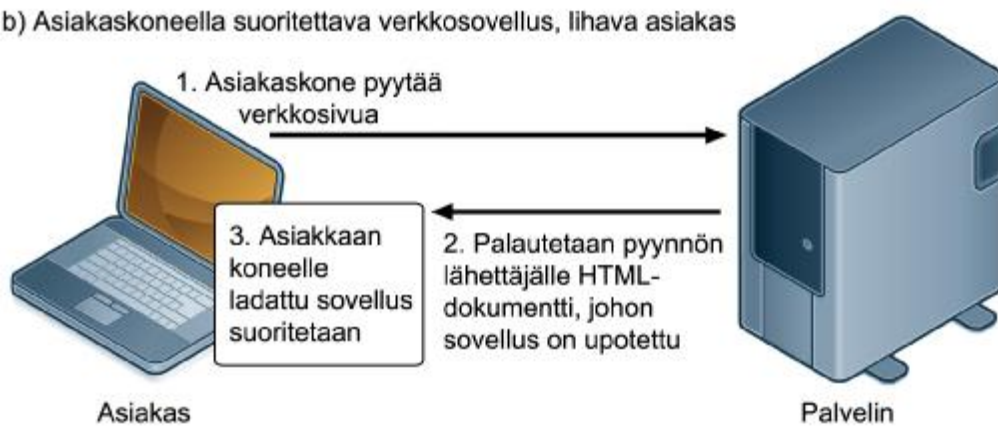 b) Asiakaskoneella suoritettava verkkosovellus, lihava asiakas
1. Asiakaskone pyytää
verkkosivua
3. Asiakkaan
koneelle
ladattu sovellus
suoritetaan
2. Palautetaan pyynnön
lähettäjälle HTML-
dokumentti, johon
sovellus on upotettu
Asiakas
Palvelin